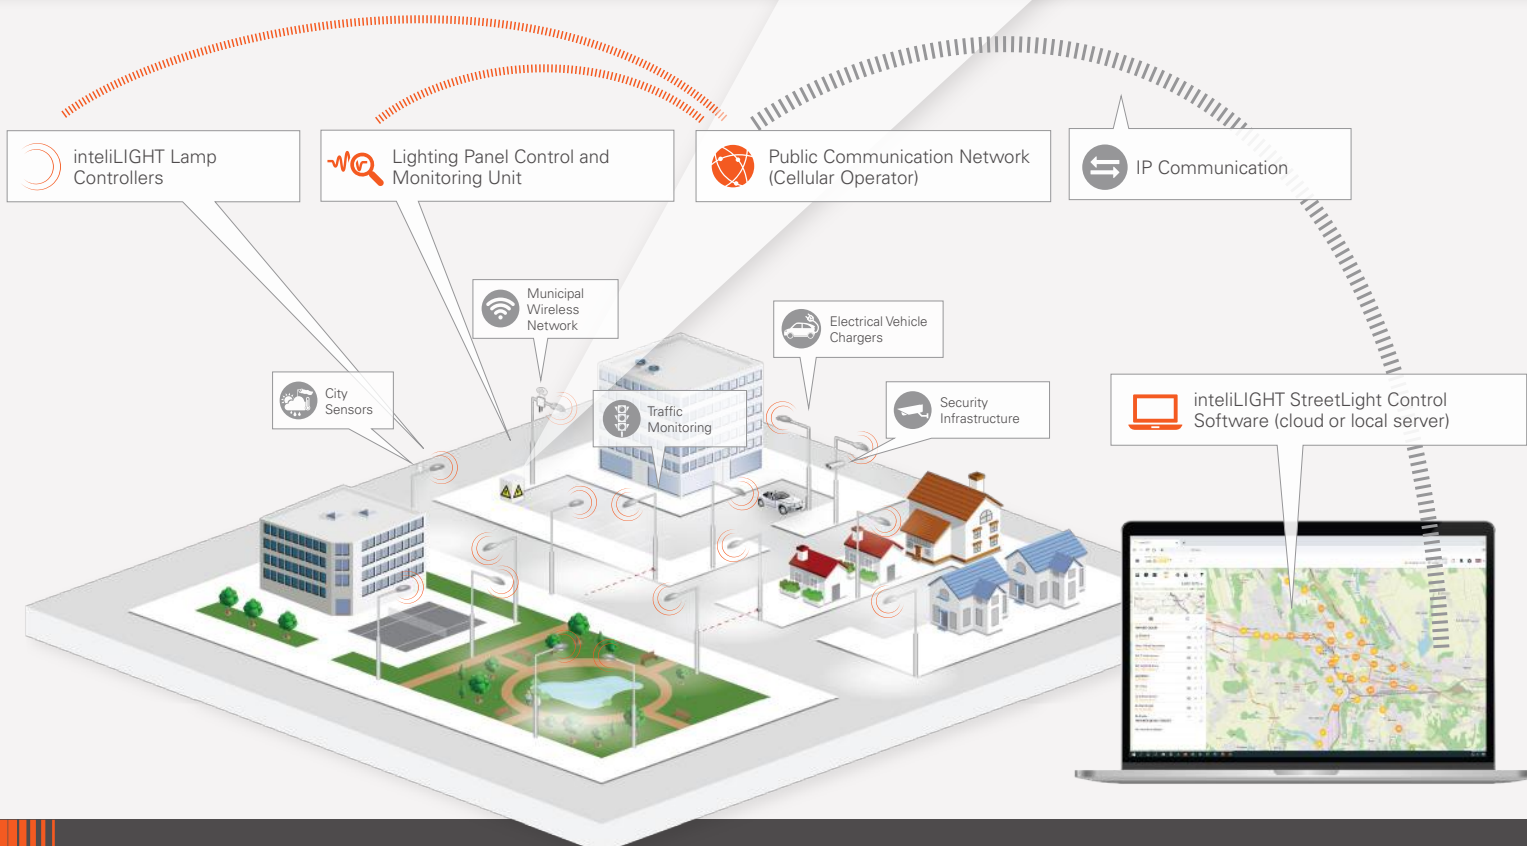 inteliLIGHT Lamp
Controllers
Lighting Panel Control and
Monitoring Unit
Public Communication Network
(Cellular Operator)
IP Communication
Municipal
Wireless
Network
Electrical Vehicle
Chargers
City
Sensors
Traffic
Monitoring
Security
Infrastructure
inteliLIGHT StreetLight Control
Software (cloud or local server)